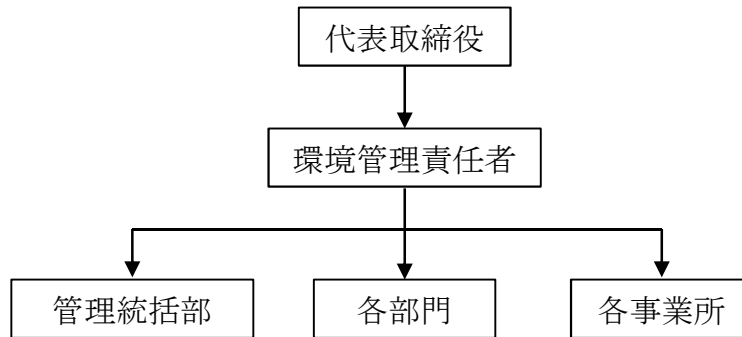 代表取締役
環境管理責任者
管理統括部
各部門
各事業所